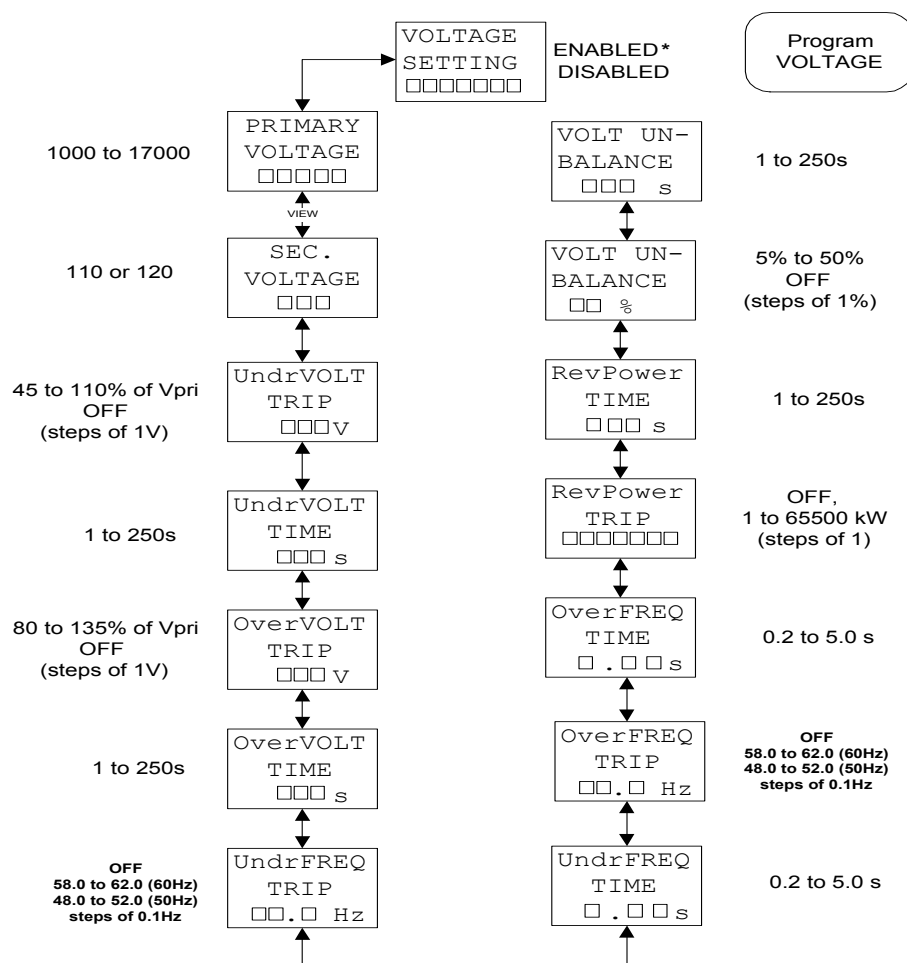 VOLTAGE
SETTING
□□□□□□□
ENABLED*
DISABLED
Program
VOLTAGE
1000 to 17000
PRIMARY
VOLTAGE
□□□□□
VIEW
110 or 120
SEC.
VOLTAGE
□□□
45 to 110% of Vpri
OFF
(steps of 1V)
UndrVOLT
TRIP
□□□V
1 to 250s
UndrVOLT
TIME
□□□ s
80 to 135% of Vpri
OFF
(steps of 1V)
OverVOLT
TRIP
□□□V
1 to 250s
OverVOLT
TIME
□□□ s
OFF
58.0 to 62.0 (60Hz)
48.0 to 52.0 (50Hz)
steps of 0.1Hz
UndrFREQ
TRIP
□□.□ Hz
VOLT UN-
BALANCE
□□□ s
1 to 250s
VOLT UN-
BALANCE
□□ %
5% to 50%
OFF
(steps of 1%)
RevPower
TIME
□□□ s
1 to 250s
RevPower
TRIP
□□□□□□□
OFF,
1 to 65500 kW
(steps of 1)
OverFREQ
TIME
□.□□s
0.2 to 5.0 s
OverFREQ
TRIP
□□.□ Hz
OFF
58.0 to 62.0 (60Hz)
48.0 to 52.0 (50Hz)
steps of 0.1Hz
UndrFREQ
TIME
□.□□s
0.2 to 5.0 s